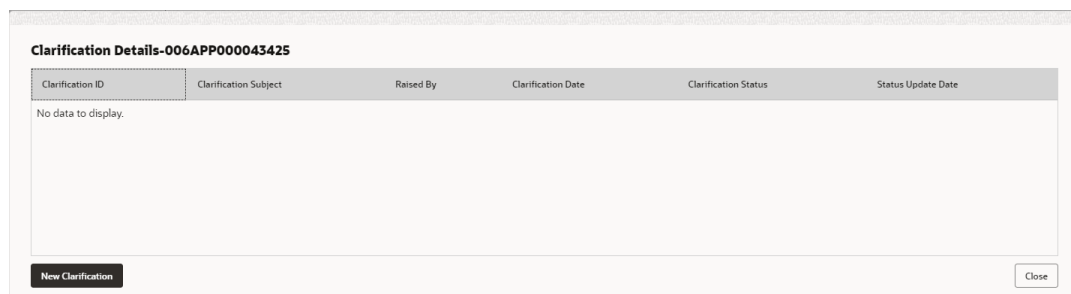 Clarification Details-006APP000043425
Clarification ID Clarification Subject Raised By Clarification Date Clarification Status Status Update Date
No data to display.
New Clarification Close